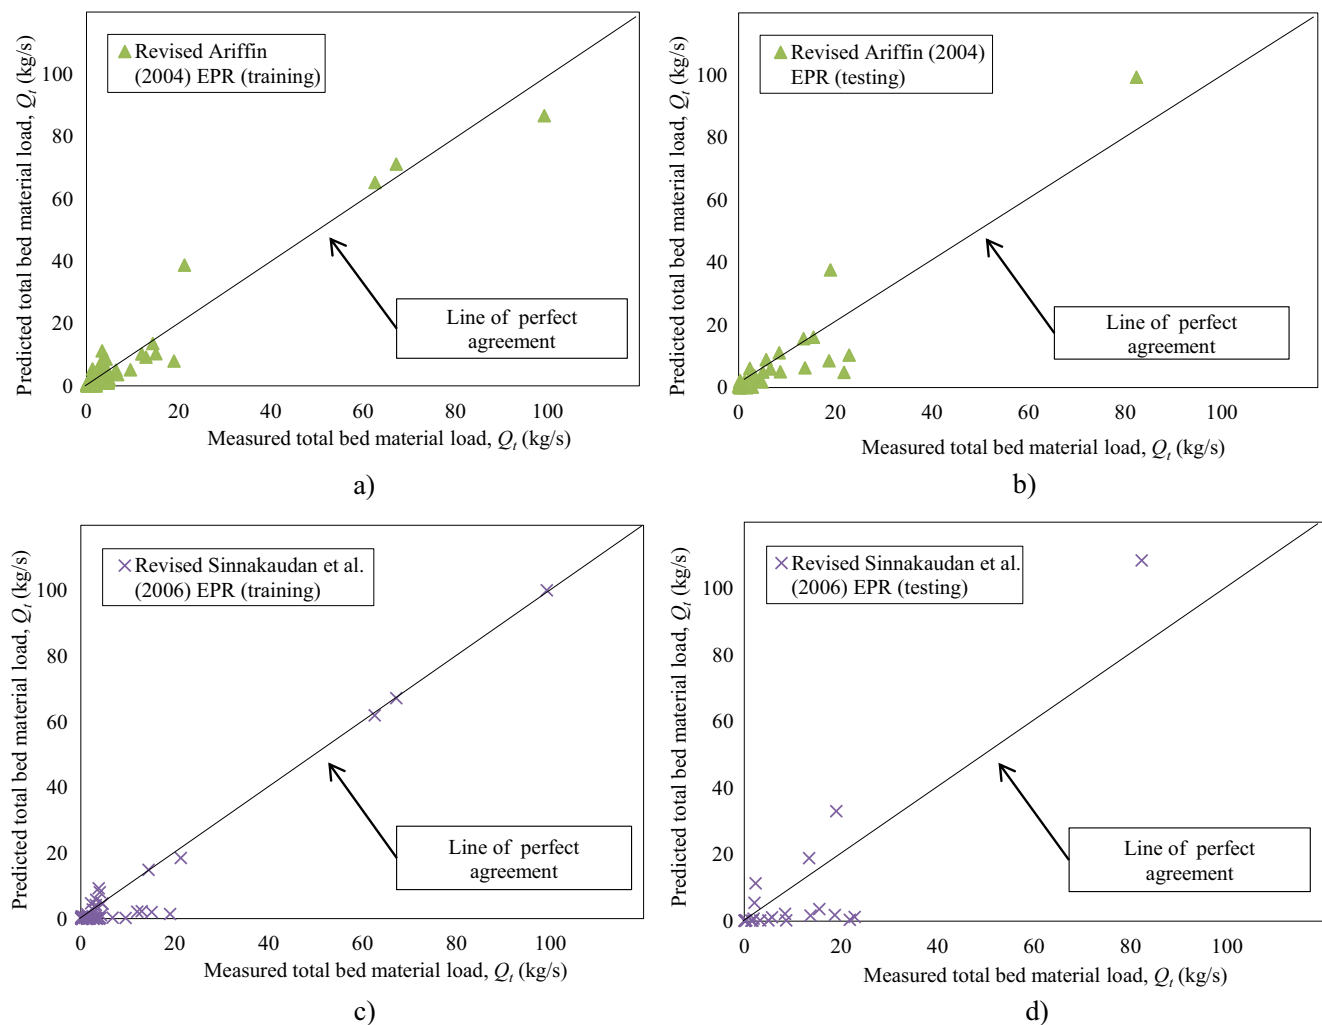 Predicted total bed material load, Qt (kg/s)
100
80
60
40
20
0
Revised Ariffin
(2004) EPR (training)
Line of perfect
agreement
0 20 40 60 80 100
Measured total bed material load, Qt (kg/s)
a)
Predicted total bed material load, Qt (kg/s)
100
80
60
40
20
0
Revised Ariffin (2004)
EPR (testing)
Line of perfect
agreement
0 20 40 60 80 100
Measured total bed material load, Qt (kg/s)
b)
Predicted total bed material load, Qt (kg/s)
100
80
60
40
20
0
Revised Sinnakaudan et al.
(2006) EPR (training)
Line of perfect
agreement
0 20 40 60 80 100
Measured total bed material load, Qt (kg/s)
c)
Predicted total bed material load, Qt (kg/s)
100
80
60
40
20
0
Revised Sinnakaudan et al.
(2006) EPR (testing)
Line of perfect
agreement
0 20 40 60 80 100
Measured total bed material load, Qt (kg/s)
d)